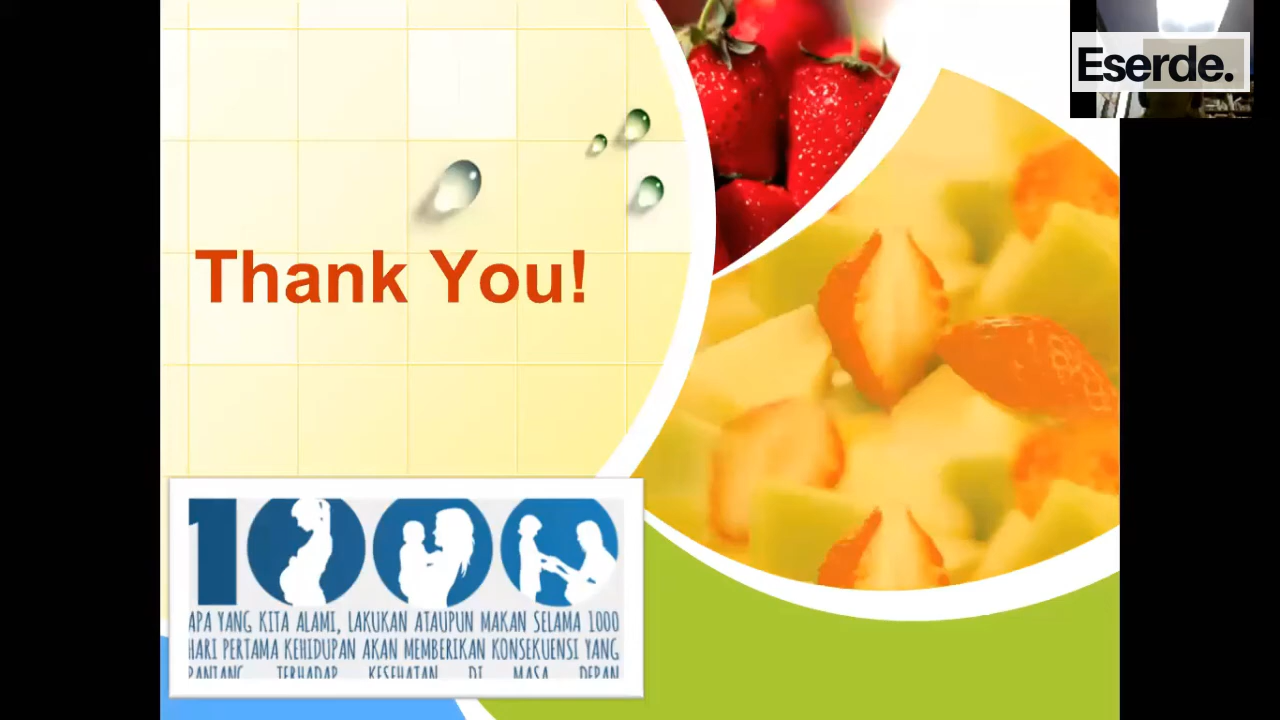 Eserde.
Thank You!
1000
APA YANG KITA ALAMI, LAKUKAN ATAUPUN MAKAN SELAMA 1000
HARI PERTAMA KEHIDUPAN AKAN MEMBERIKAN KONSEKUENSI YANG
PANJANG TERHADAP KESEHATAN DI MASA DEPAN